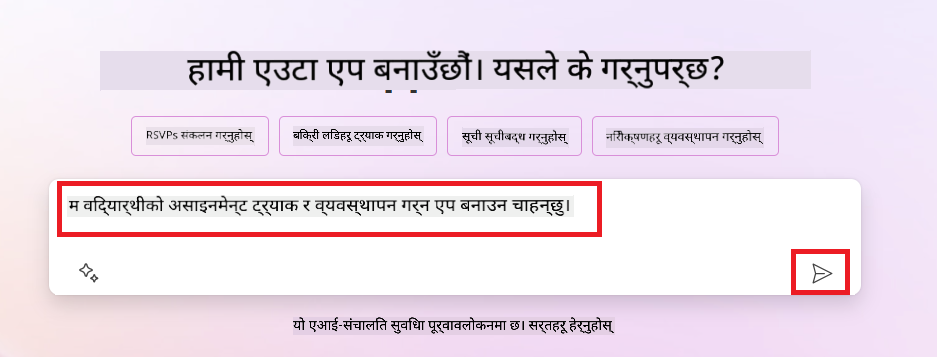 हामी एउटा एप बनाउँछौं। यसले के गर्नुपर्छ?
RSVPs संकलन गर्नुहोस्
बिक्री लिडहरू ट्र्याक गर्नुहोस्
सूची सूचीबद्ध गर्नुहोस्
निरीक्षणहरू व्यवस्थापन गर्नुहोस्
म विद्यार्थीको असाइनमेन्ट ट्र्याक र व्यवस्थापन गर्न एप बनाउन चाहन्छु।
यो एआई-संचालित सुविधा पूर्वावलोकनमा छ। सर्तहरू हेर्नुहोस्